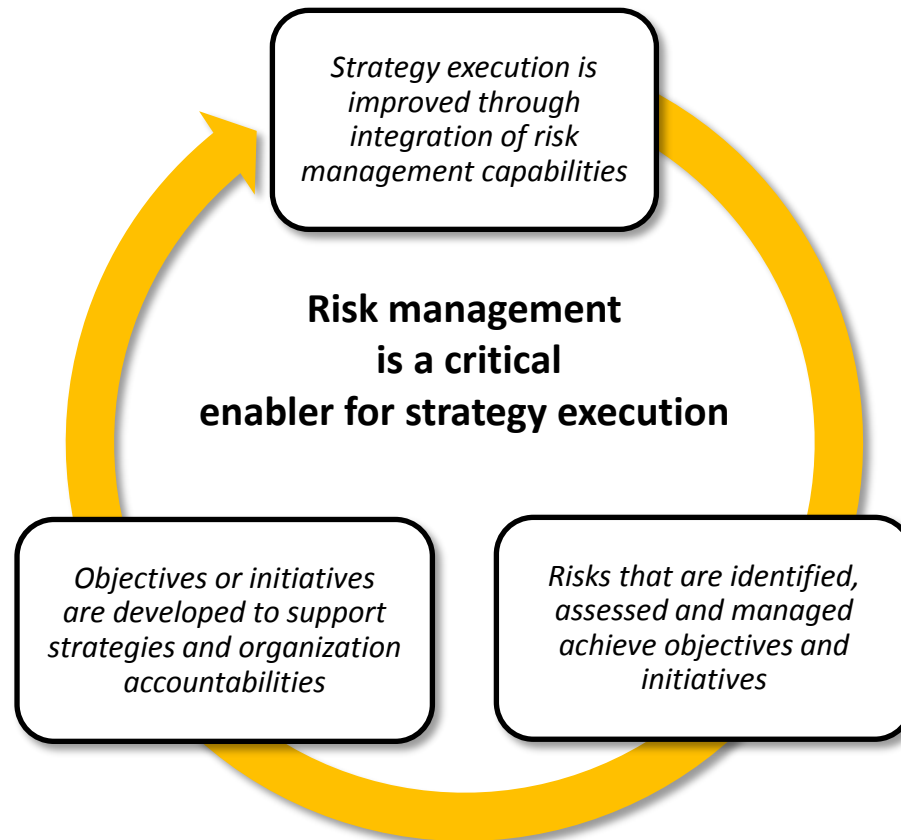 Strategy execution is
improved through
integration of risk
management capabilities
Risk management
is a critical
enabler for strategy execution
Objectives or initiatives
are developed to support
strategies and organization
accountabilities
Risks that are identified,
assessed and managed
achieve objectives and
initiatives